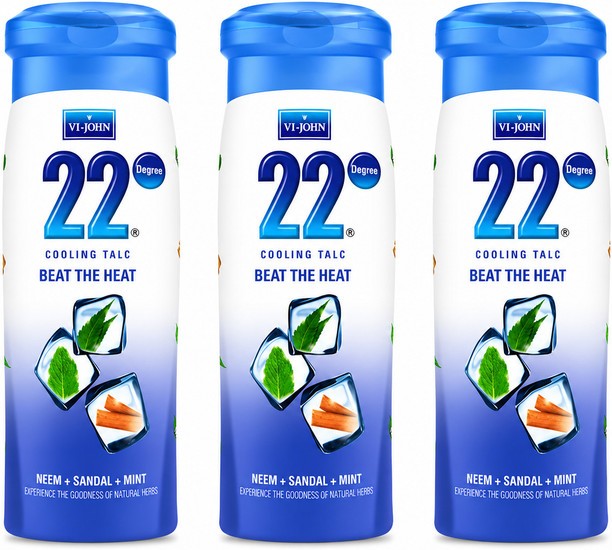 VI-JOHN
22 Degree
®
COOLING TALC
BEAT THE HEAT
NEEM + SANDAL + MINT
EXPERIENCE THE GOODNESS OF NATURAL HERBS
VI-JOHN
22 Degree
®
COOLING TALC
BEAT THE HEAT
NEEM + SANDAL + MINT
EXPERIENCE THE GOODNESS OF NATURAL HERBS
VI-JOHN
22 Degree
®
COOLING TALC
BEAT THE HEAT
NEEM + SANDAL + MINT
EXPERIENCE THE GOODNESS OF NATURAL HERBS